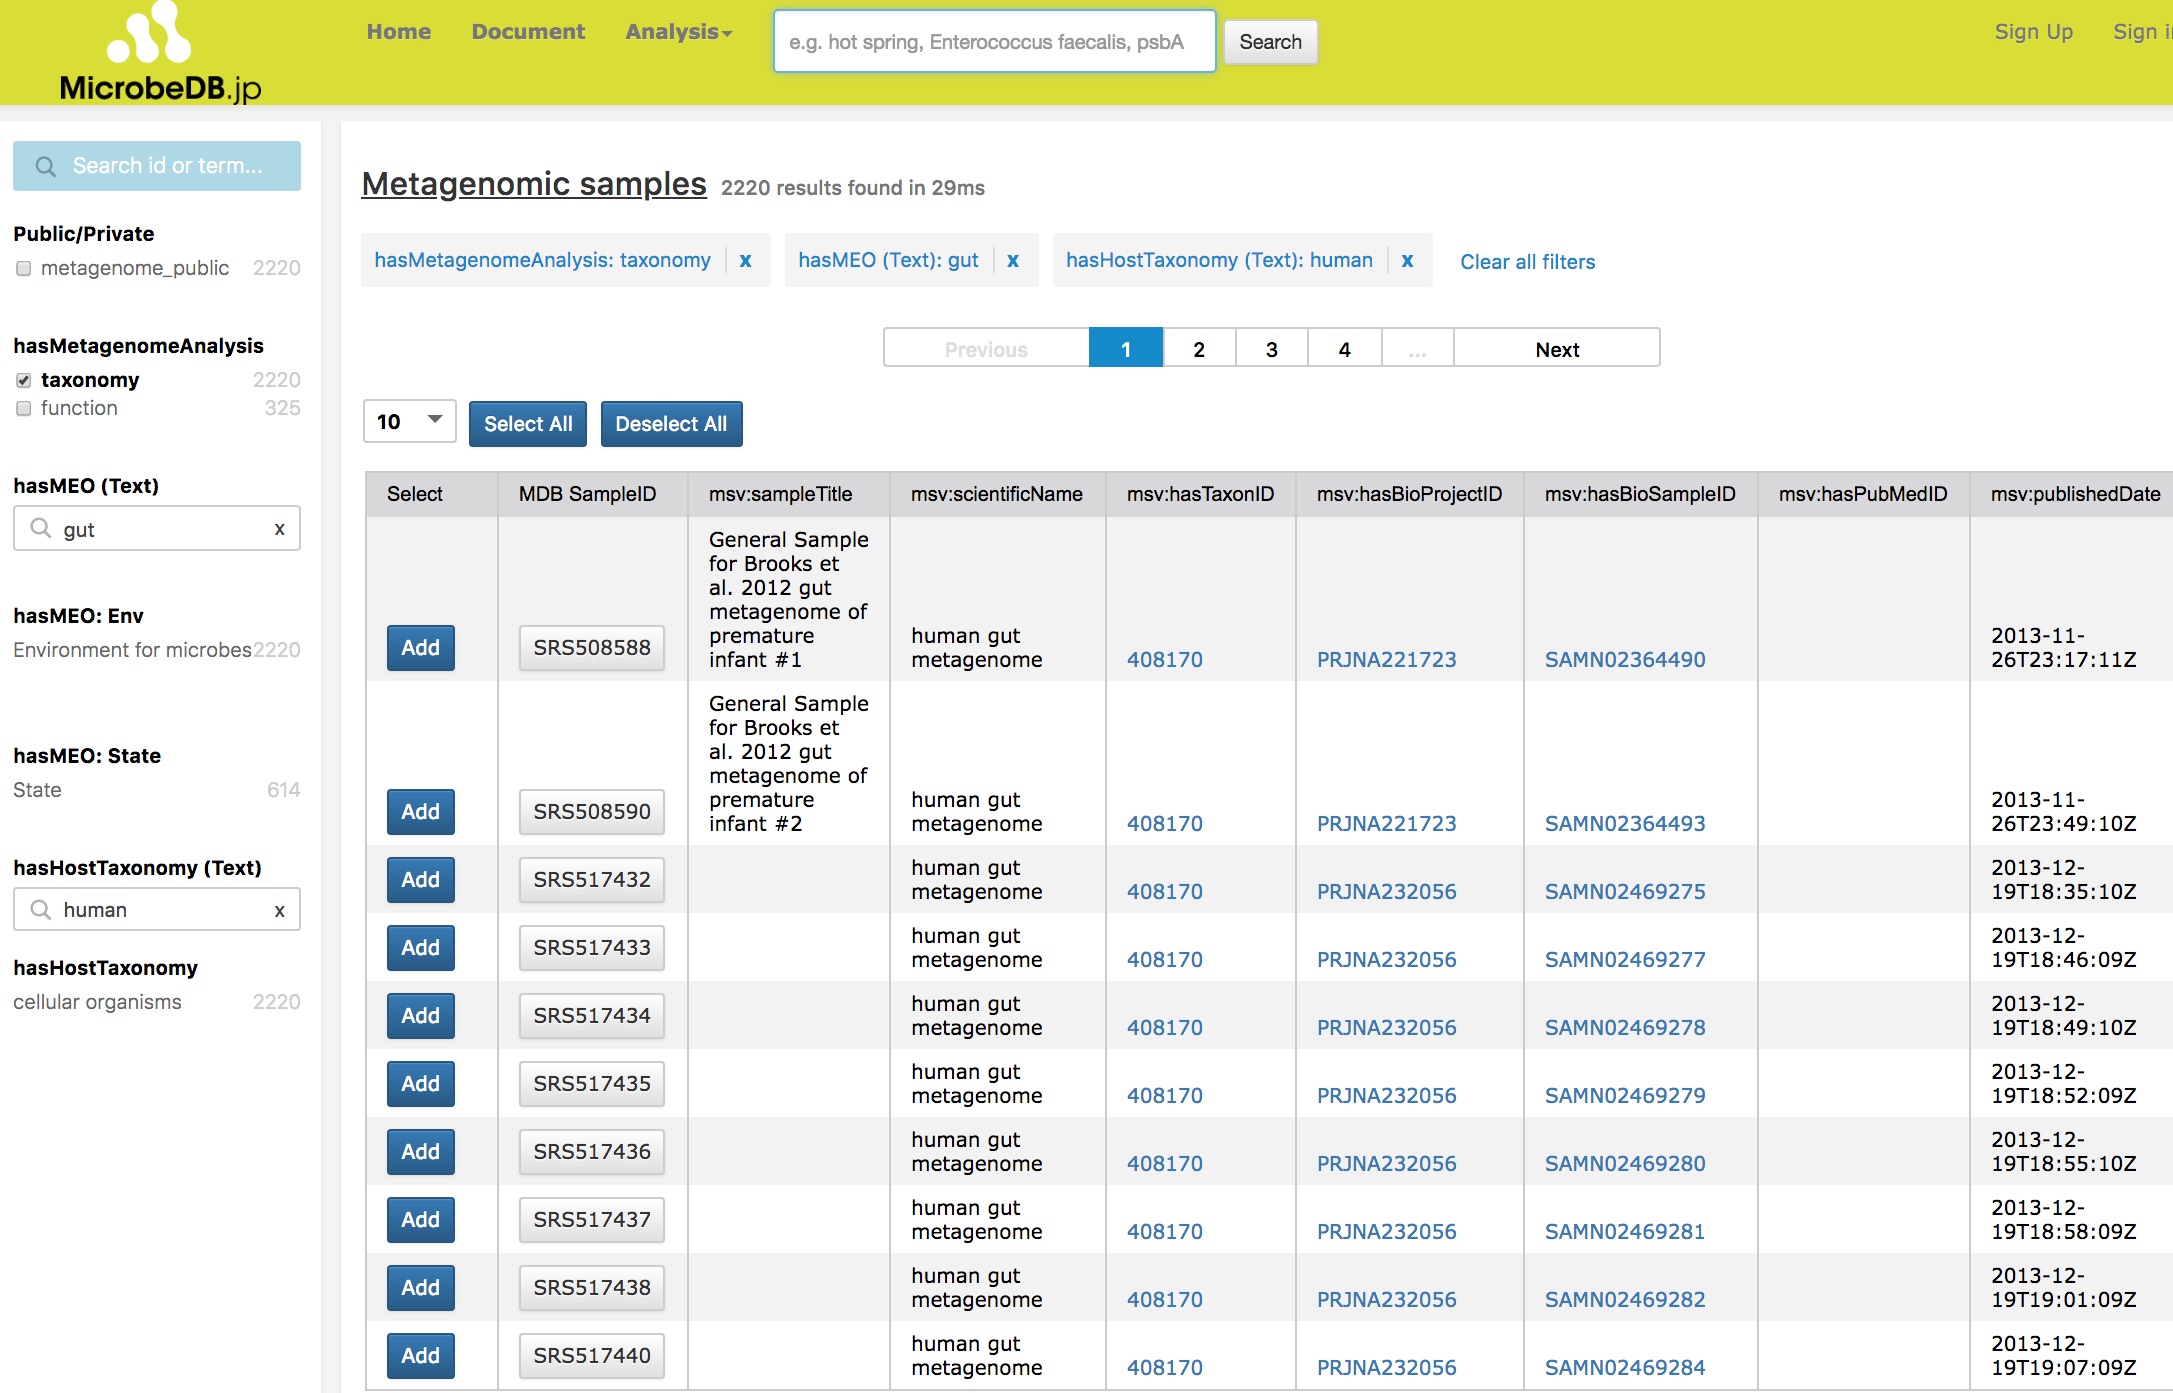 Home Document Analysis e.g. hot spring, Enterococcus faecalis, psbA Search Sign Up Sign
MicrobeDB.jp
Search id or term...
Public/Private
metagenome_public 2220
hasMetagenomeAnalysis
taxonomy 2220
function 325
hasMEO (Text)
gut x
hasMEO: Env
Environment for microbes 2220
hasMEO: State
State 614
hasHostTaxonomy (Text)
human x
hasHostTaxonomy
cellular organisms 2220
Metagenomic samples 2220 results found in 29ms
hasMetagenomeAnalysis: taxonomy x hasMEO (Text): gut x hasHostTaxonomy (Text): human x Clear all filters
Previous 1 2 3 4 ... Next
10 Select All Deselect All
Select MDB SampleID msv:sampleTitle msv:scientificName msv:hasTaxonID msv:hasBioProjectID msv:hasBioSampleID msv:hasPubMedID msv:publishedDate
General Sample
for Brooks et
al. 2012 gut
metagenome of
premature human gut 2013-11-
Add SRS508588 infant #1 metagenome 408170 PRJNA221723 SAMN02364490 26T23:17:11Z
General Sample
for Brooks et
al. 2012 gut
metagenome of
premature human gut 2013-11-
Add SRS508590 infant #2 metagenome 408170 PRJNA221723 SAMN02364493 26T23:49:10Z
human gut 2013-12-
Add SRS517432 metagenome 408170 PRJNA232056 SAMN02469275 19T18:35:10Z
human gut 2013-12-
Add SRS517433 metagenome 408170 PRJNA232056 SAMN02469277 19T18:46:09Z
human gut 2013-12-
Add SRS517434 metagenome 408170 PRJNA232056 SAMN02469278 19T18:49:10Z
human gut 2013-12-
Add SRS517435 metagenome 408170 PRJNA232056 SAMN02469279 19T18:52:09Z
human gut 2013-12-
Add SRS517436 metagenome 408170 PRJNA232056 SAMN02469280 19T18:55:10Z
human gut 2013-12-
Add SRS517437 metagenome 408170 PRJNA232056 SAMN02469281 19T18:58:09Z
human gut 2013-12-
Add SRS517438 metagenome 408170 PRJNA232056 SAMN02469282 19T19:01:09Z
human gut 2013-12-
Add SRS517440 metagenome 408170 PRJNA232056 SAMN02469284 19T19:07:09Z